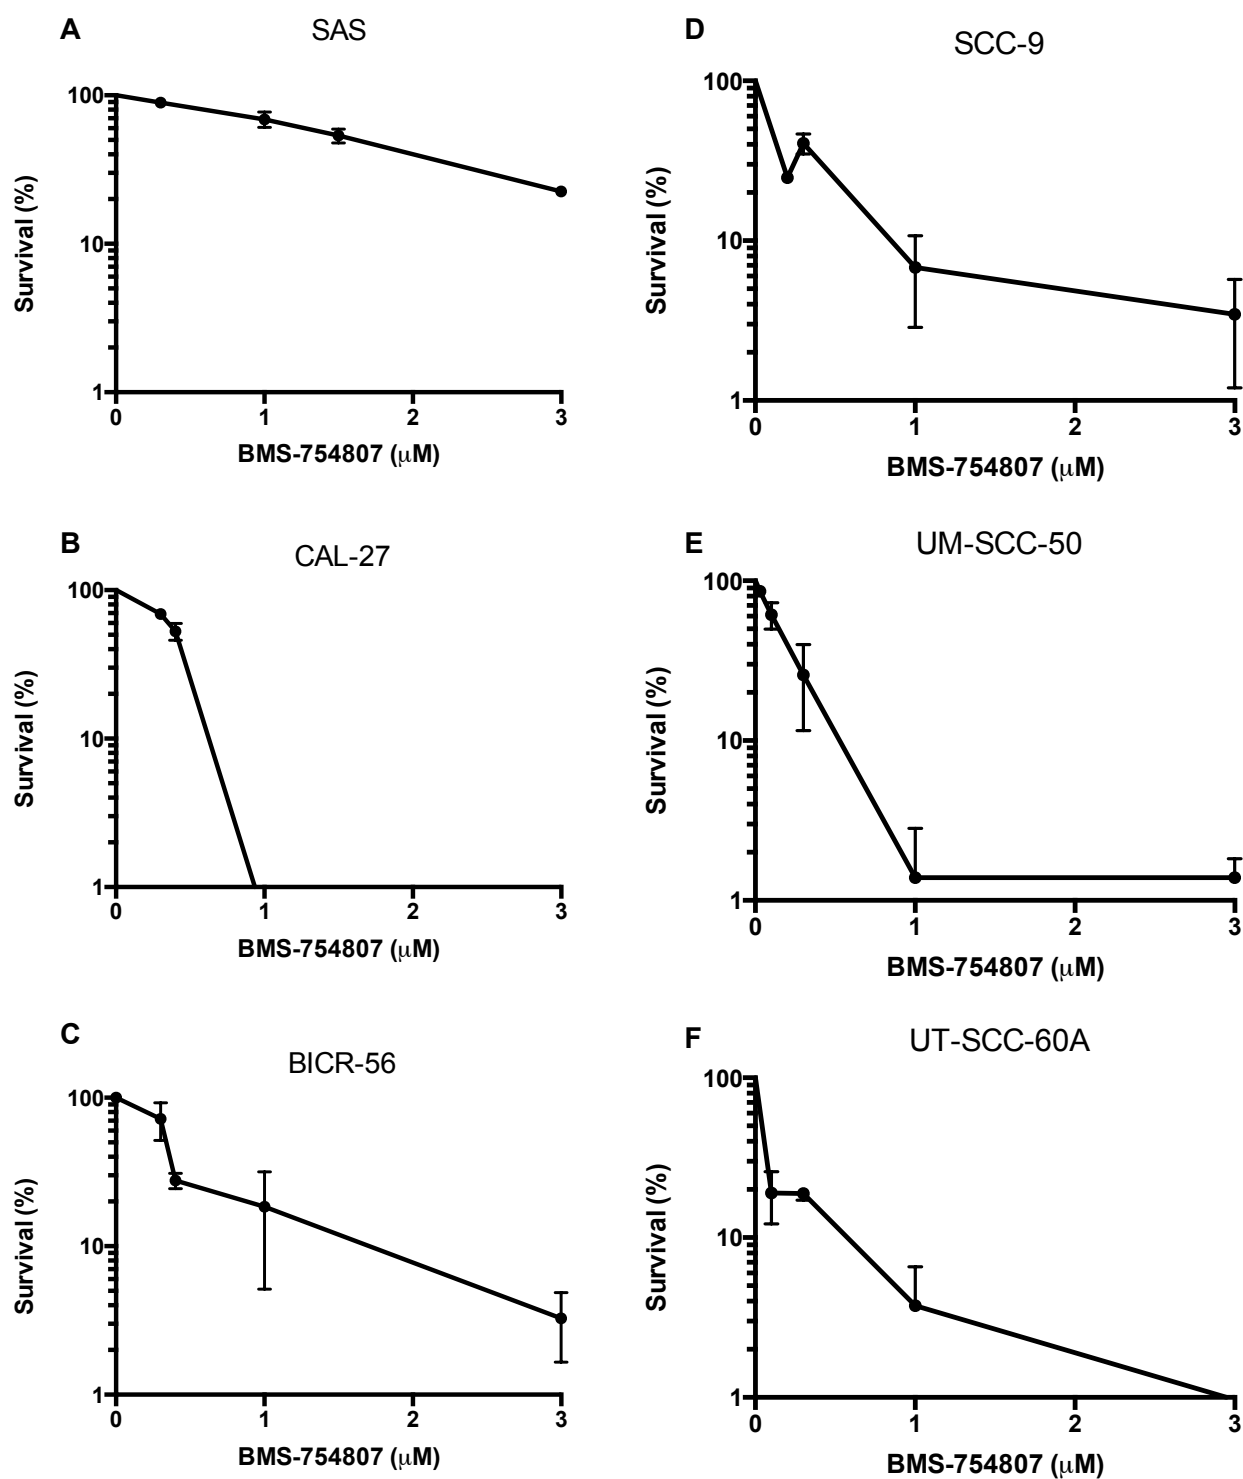 A
SAS
Survival (%)
100
10
1
0 1 2 3
BMS-754807 (μM)
B
CAL-27
Survival (%)
100
10
1
0 1 2 3
BMS-754807 (μM)
C
BICR-56
Survival (%)
100
10
1
0 1 2 3
BMS-754807 (μM)
D
SCC-9
Survival (%)
100
10
1
0 1 2 3
BMS-754807 (μM)
E
UM-SCC-50
Survival (%)
100
10
1
0 1 2 3
BMS-754807 (μM)
F
UT-SCC-60A
Survival (%)
100
10
1
0 1 2 3
BMS-754807 (μM)